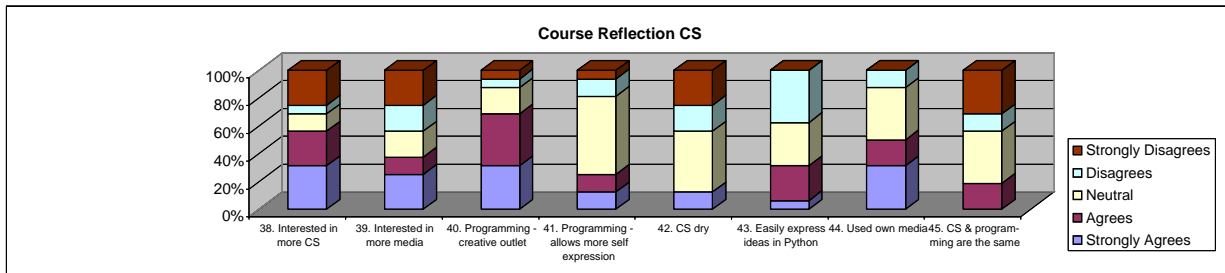 Course Reflection CS
100%
80%
60%
40%
20%
0%
38. Interested in
more CS
39. Interested in
more media
40. Programming -
creative outlet
41. Programming -
allows more self
expression
42. CS dry
43. Easily express
ideas in Python
44. Used own media
45. CS & program-
ming are the same
Strongly Disagrees
Disagrees
Neutral
Agrees
Strongly Agrees